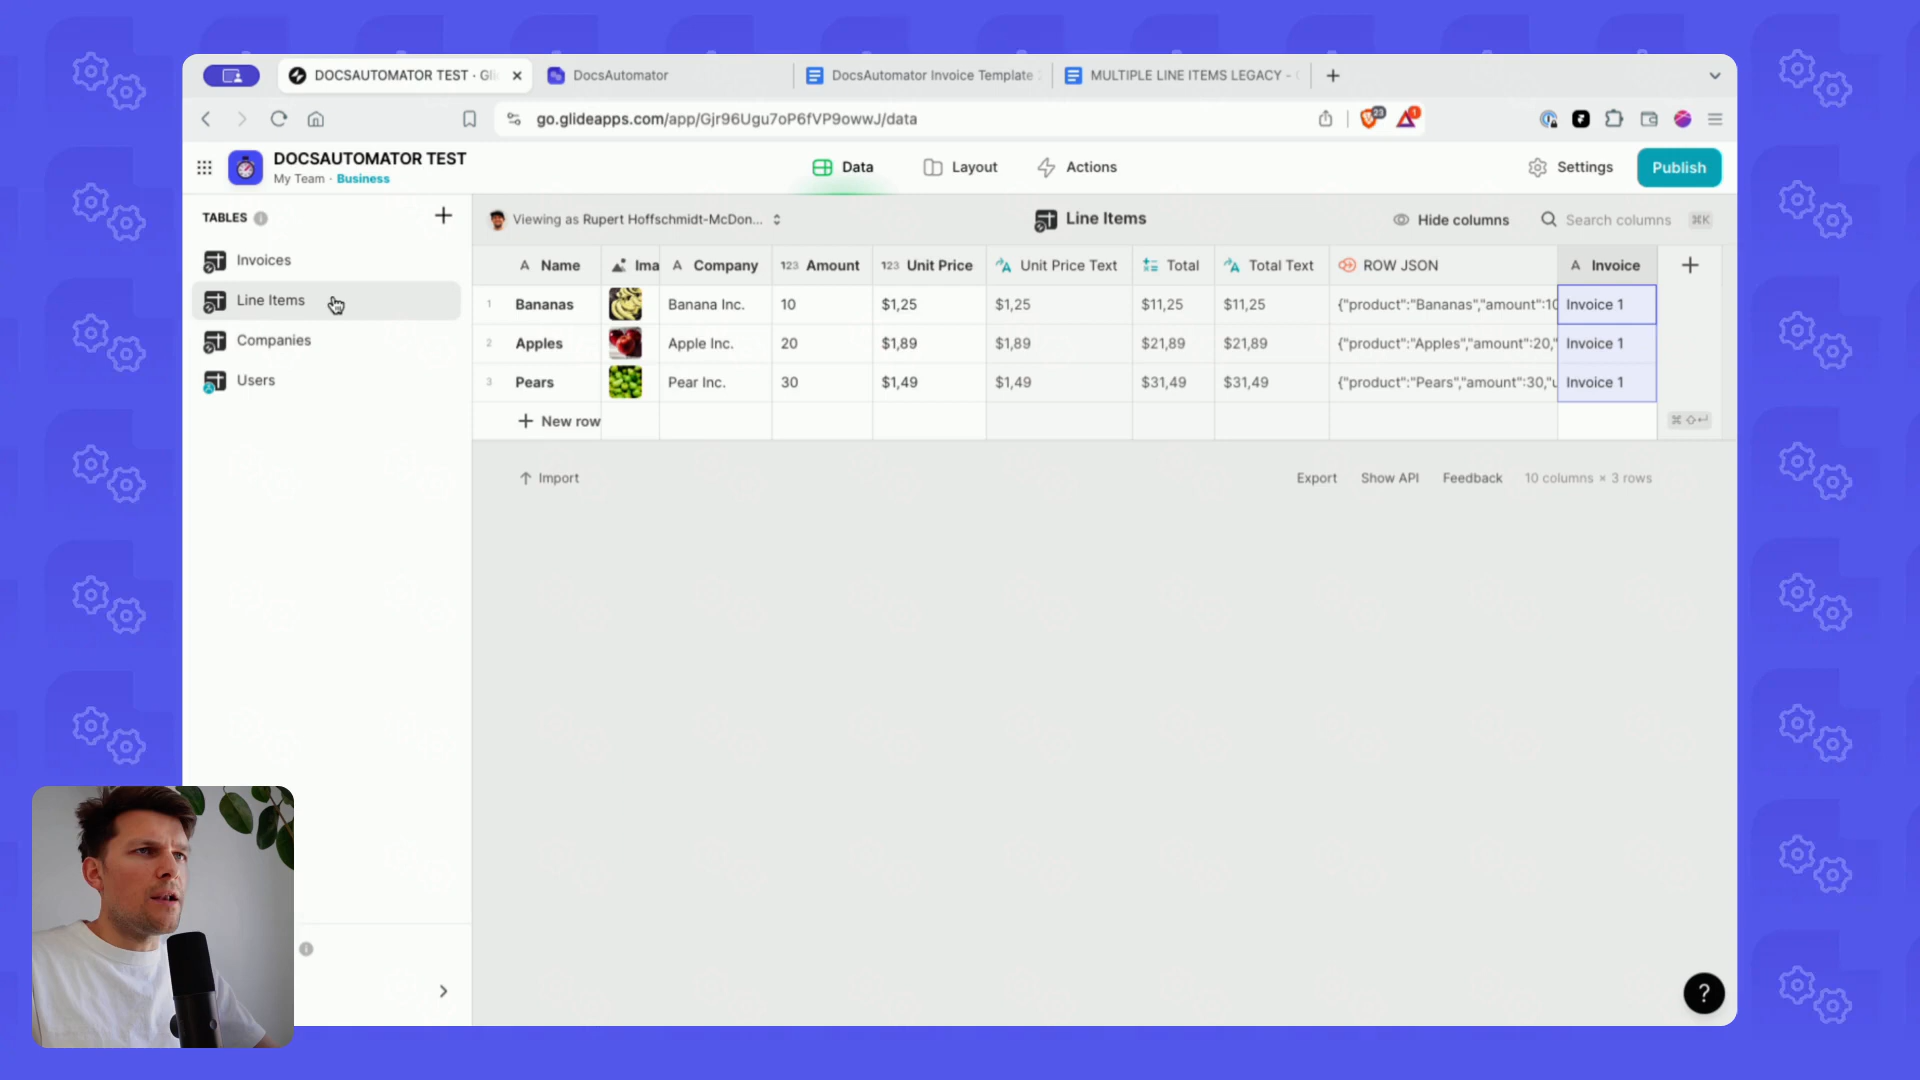 DOCSAUTOMATOR TEST · Gli
DocsAutomator
DocsAutomator Invoice Template
MULTIPLE LINE ITEMS LEGACY -
go.glideapps.com/app/Gjr96Ugu7oP6fVP9owwJ/data
23
1
DOCSAUTOMATOR TEST
My Team · Business
Data
Layout
Actions
Settings
Publish
TABLES
Invoices
Line Items
Companies
Users
Viewing as Rupert Hoffschmidt-McDon...
Line Items
Hide columns
Search columns
⌘K
A Name Ima A Company 123 Amount 123 Unit Price Unit Price Text Total Total Text ROW JSON A Invoice
1 Bananas Banana Inc. 10 $1,25 $1,25 $11,25 $11,25 {"product":"Bananas","amount":10 Invoice 1
2 Apples Apple Inc. 20 $1,89 $1,89 $21,89 $21,89 {"product":"Apples","amount":20," Invoice 1
3 Pears Pear Inc. 30 $1,49 $1,49 $31,49 $31,49 {"product":"Pears","amount":30,"u Invoice 1
New row
Import
Export
Show API
Feedback
10 columns × 3 rows
?